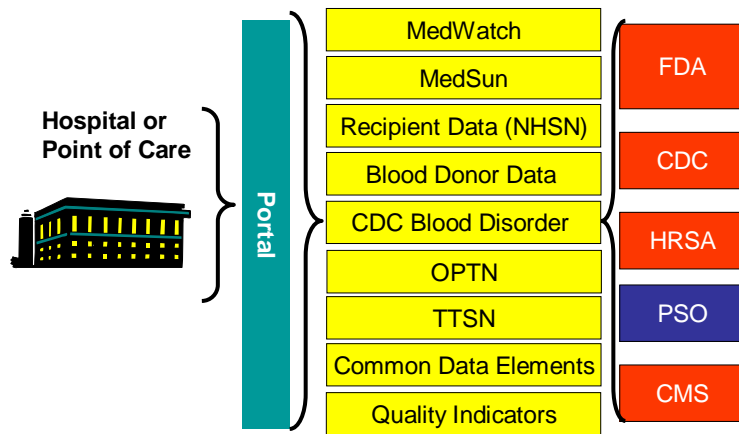 Hospital or
Point of Care
Portal
MedWatch
MedSun
Recipient Data (NHSN)
Blood Donor Data
CDC Blood Disorder
OPTN
TTSN
Common Data Elements
Quality Indicators
FDA
CDC
HRSA
PSO
CMS